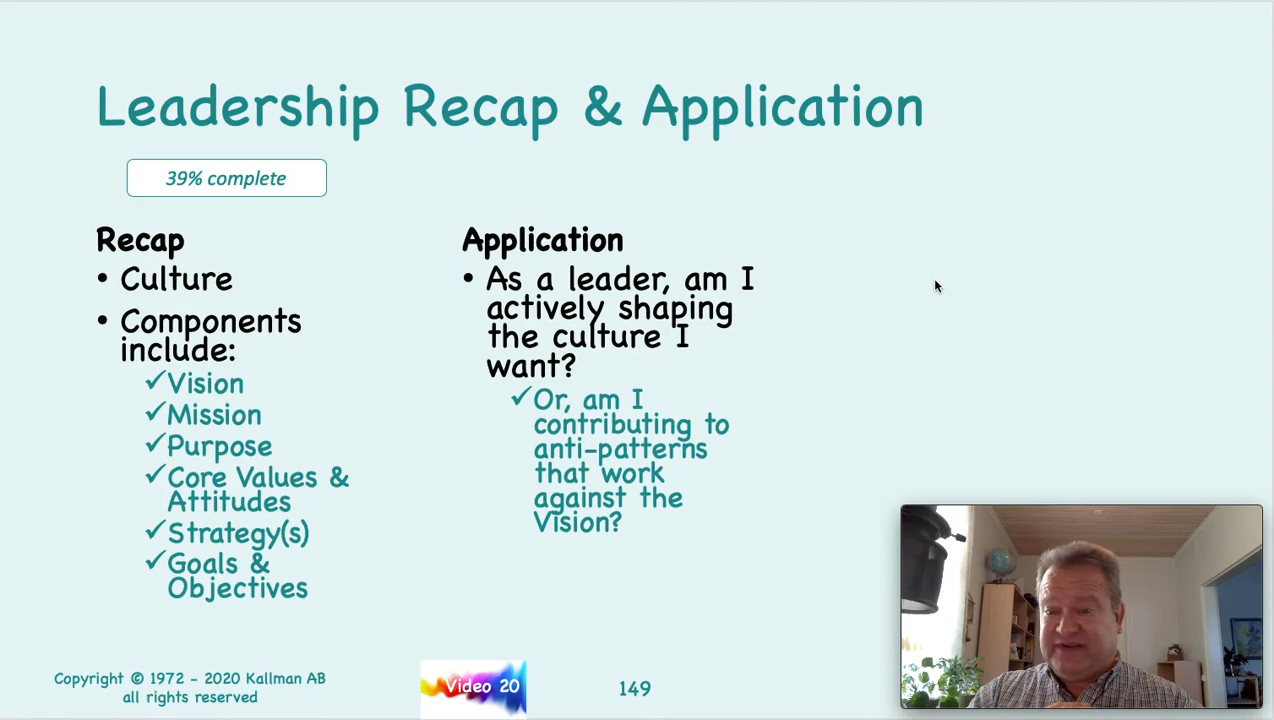 Leadership Recap & Application
39% complete
Recap
• Culture
• Components
include:
✓Vision
✓Mission
✓Purpose
✓Core Values &
Attitudes
✓Strategy(s)
✓Goals &
Objectives
Application
• As a leader, am I
actively shaping
the culture I
want?
✓Or, am I
contributing to
anti-patterns
that work
against the
Vision?
Copyright © 1972 - 2020 Kallman AB
all rights reserved
Video 20
149